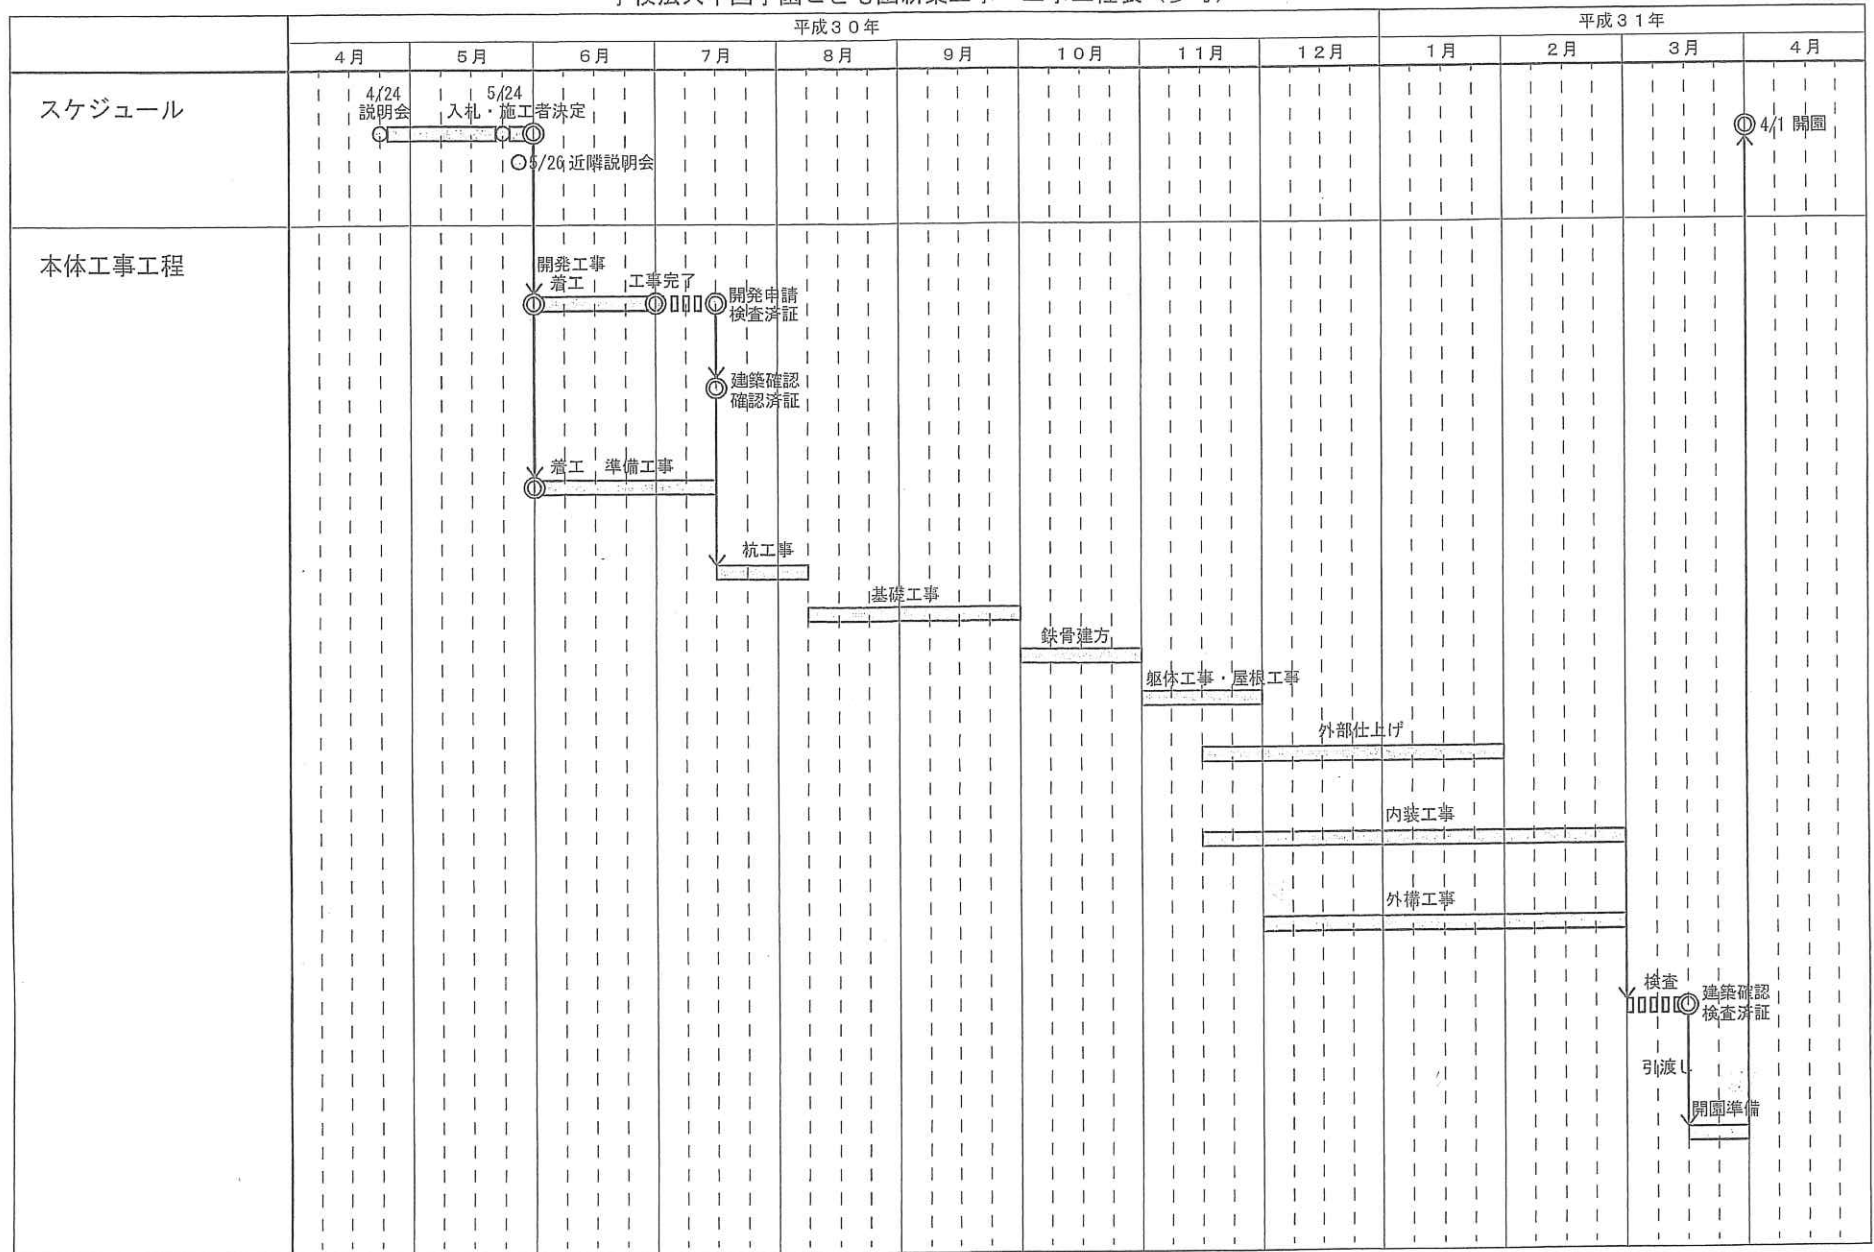 平成30年
平成31年
4月 5月 6月 7月 8月 9月 10月 11月 12月 1月 2月 3月 4月
スケジュール
4/24
説明会
5/24
入札・施工者決定
5/26 近隣説明会
4/1 開園
本体工事工程
開発工事
着工
工事完了
開発申請
検査済証
建築確認
確認済証
着工 準備工事
杭工事
基礎工事
鉄骨建方
躯体工事・屋根工事
外部仕上げ
内装工事
外構工事
検査
建築確認
検査済証
引渡し
開園準備